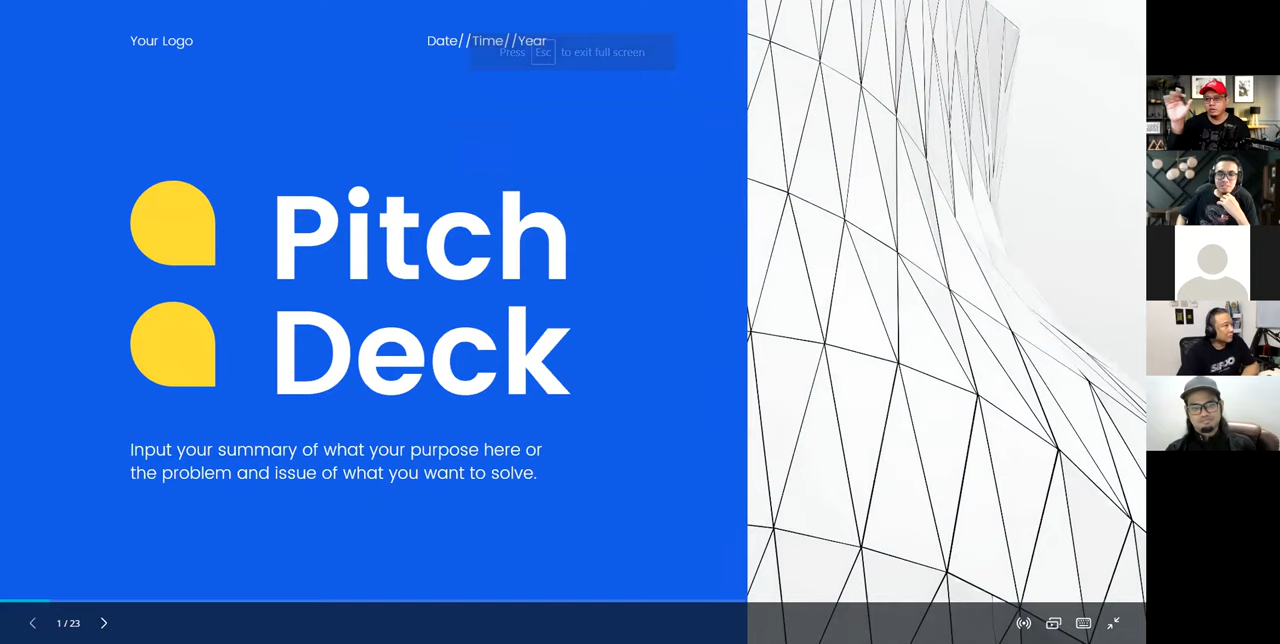 Your Logo
Date//Time//Year
Press Esc to exit full screen
Pitch
Deck
Input your summary of what your purpose here or
the problem and issue of what you want to solve.
1 / 23